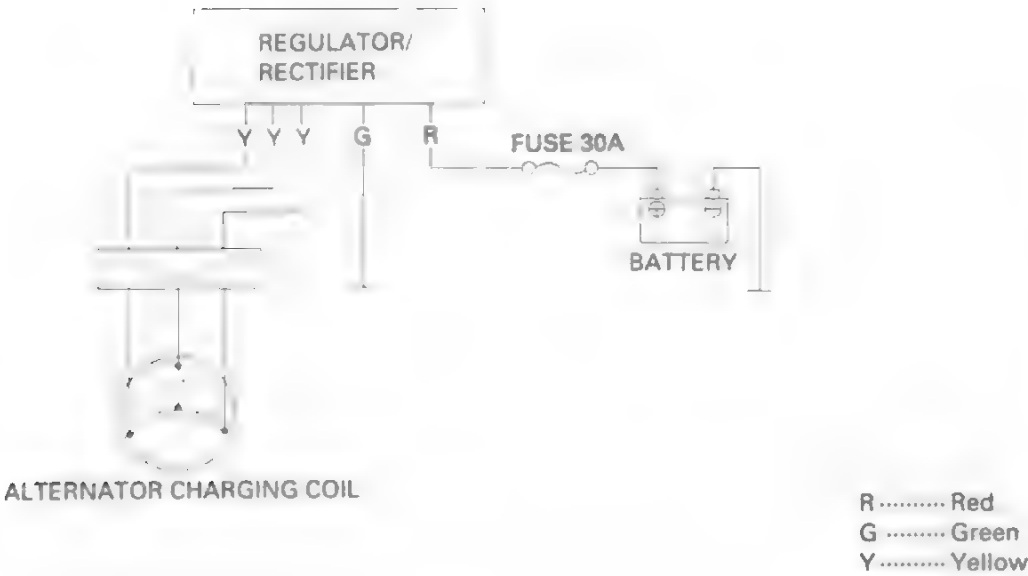 REGULATOR/
RECTIFIER
Y Y Y G R
FUSE 30A
BATTERY
ALTERNATOR CHARGING COIL
R .......... Red
G .......... Green
Y .......... Yellow